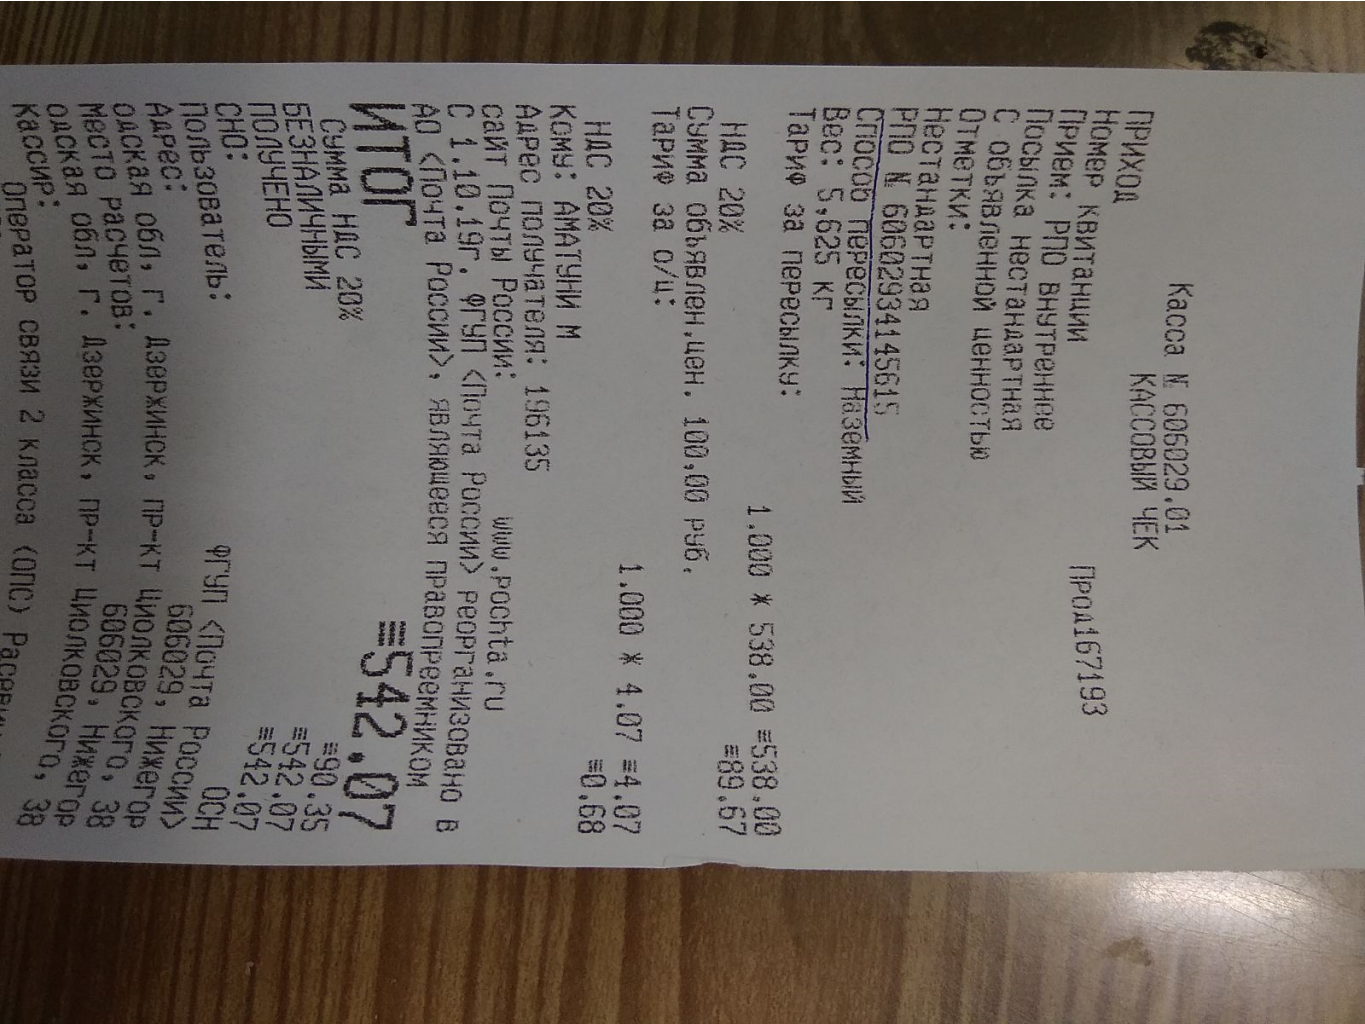 Касса № 606029.01
КАССОВЫЙ ЧЕК
ПРИХОД
Номер квитанции Прод167193
Прием: РПО внутреннее
Посылка нестандартная
С объявленной ценностью
Отметки:
Нестандартная
РПО № 60602934145615
Способ пересылки: Наземный
Вес: 5,625 кг
Тариф за пересылку:
1.000 * 538.00 ≡538.00
НДС 20% ≡89.67
Сумма объявлен.цен. 100,00 руб.
Тариф за о/ц:
1.000 * 4.07 ≡4.07
НДС 20% ≡0.68
Кому: АМАТУНИ М
Адрес получателя: 196135
сайт Почты России: www.pochta.ru
С 1.10.19г. ФГУП <Почта России> реорганизовано в
АО <Почта России>, являющееся правопреемником
ИТОГ ≡542.07
Сумма НДС 20% ≡90.35
БЕЗНАЛИЧНЫМИ ≡542.07
ПОЛУЧЕНО ≡542.07
СНО: ОСН
Пользователь: ФГУП <Почта России>
Адрес: 606029, Нижегор
одская обл, г. Дзержинск, пр-кт Циолковского, 38
Место расчетов: 606029, Нижегор
одская обл, г. Дзержинск, пр-кт Циолковского, 38
Кассир:
Оператор связи 2 класса (ОПС)